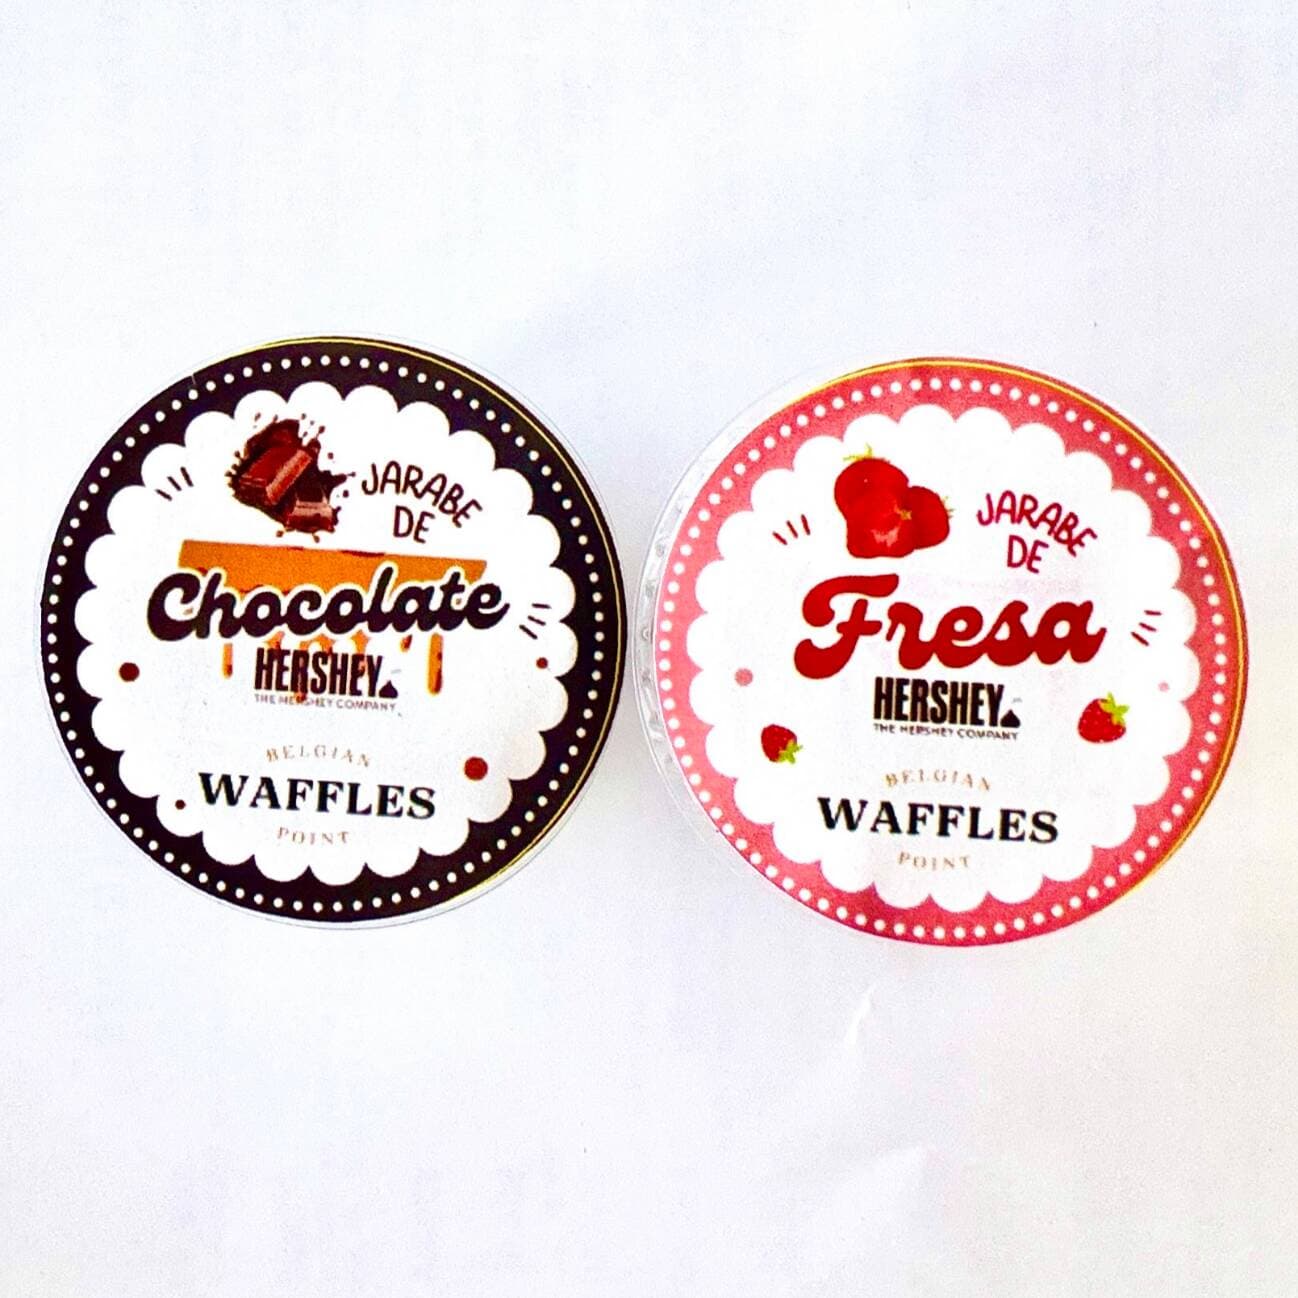 JARABE
DE
Chocolate
HERSHEY
THE HERSHEY COMPANY
BELGIAN
WAFFLES
POINT
JARABE
DE
Fresa
HERSHEY
THE HERSHEY COMPANY
BELGIAN
WAFFLES
POINT